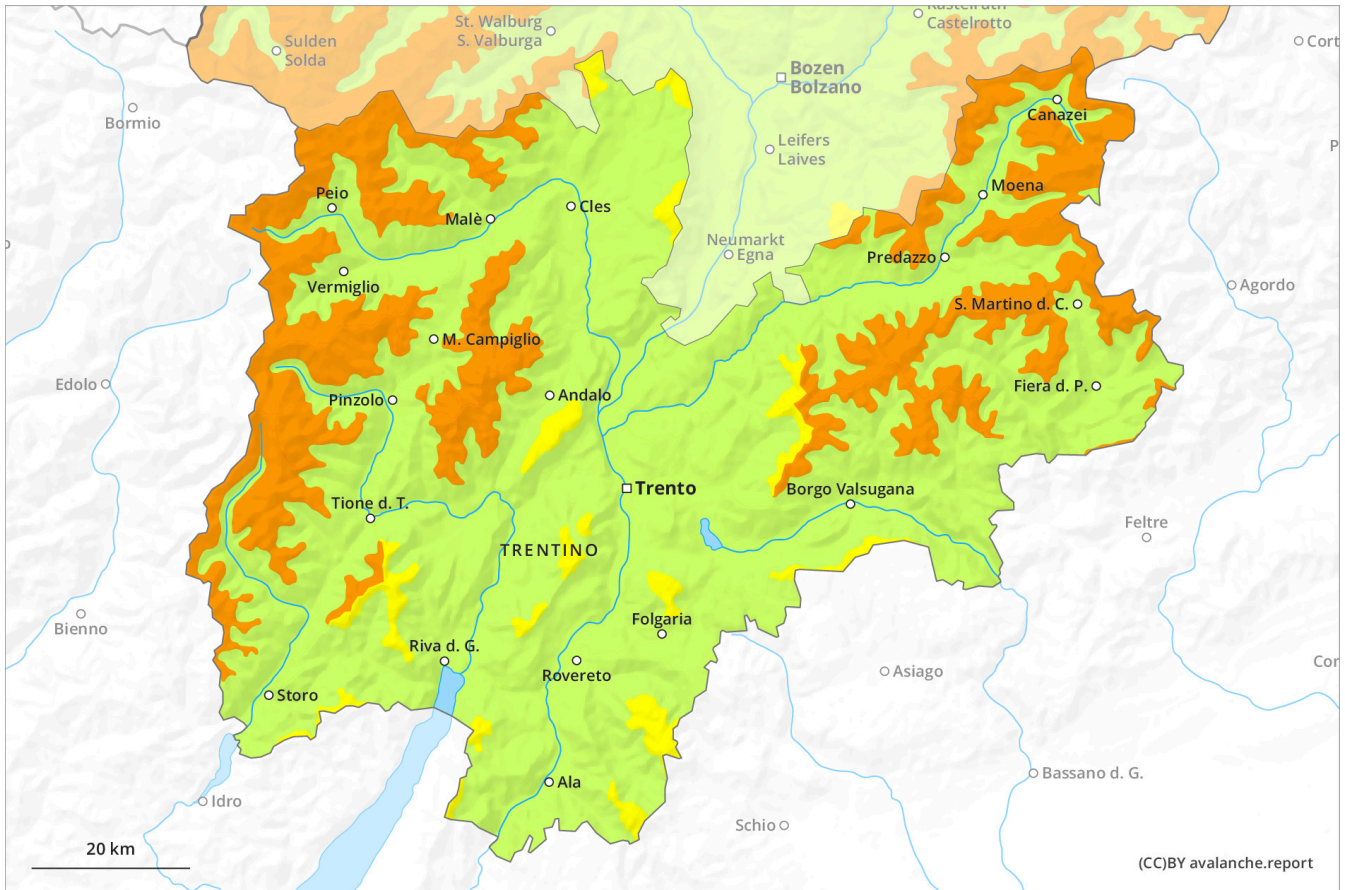 Kastelruth
Castelrotto
St. Walburg
S. Valburga
Sulden
Solda
Cort
Bozen
Bolzano
Bormio
Canazei
Leifers
Laives
P
Moena
Peio
Malè
Cles
Neumarkt
Egna
Predazzo
Vermiglio
Agordo
S. Martino d. C.
M. Campiglio
Edolo
Fiera d. P.
Andalo
Pinzolo
Trento
Borgo Valsugana
Tione d. T.
Feltre
TRENTINO
Bienno
Folgaria
Riva d. G.
Rovereto
Asiago
Cor
Storo
Bassano d. G.
Ala
Idro
Schio
20 km
(CC)BY avalanche.report